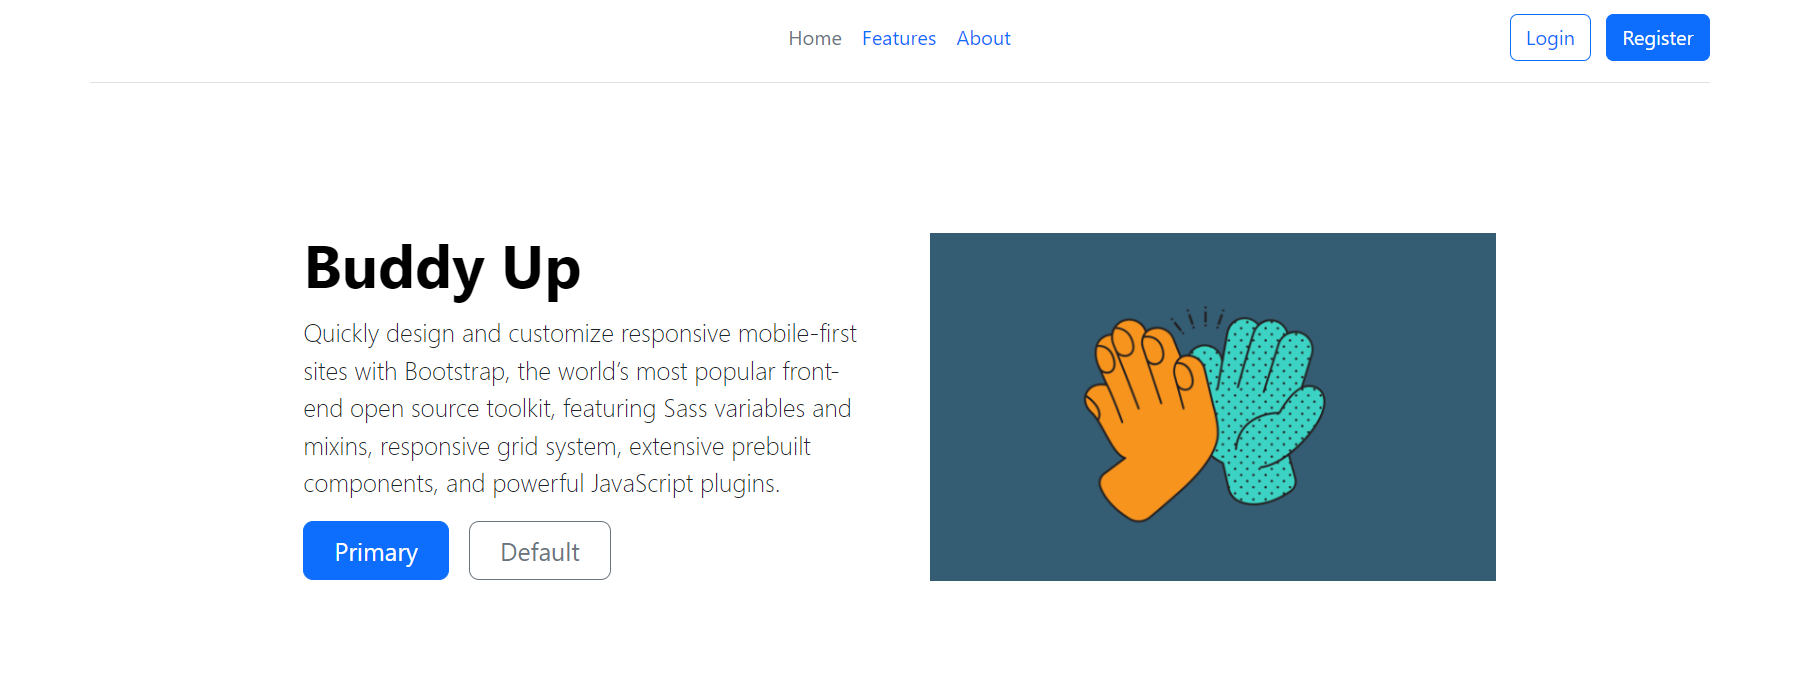 Home Features About Login Register
Buddy Up
Quickly design and customize responsive mobile-first
sites with Bootstrap, the world’s most popular front-
end open source toolkit, featuring Sass variables and
mixins, responsive grid system, extensive prebuilt
components, and powerful JavaScript plugins.
Primary Default